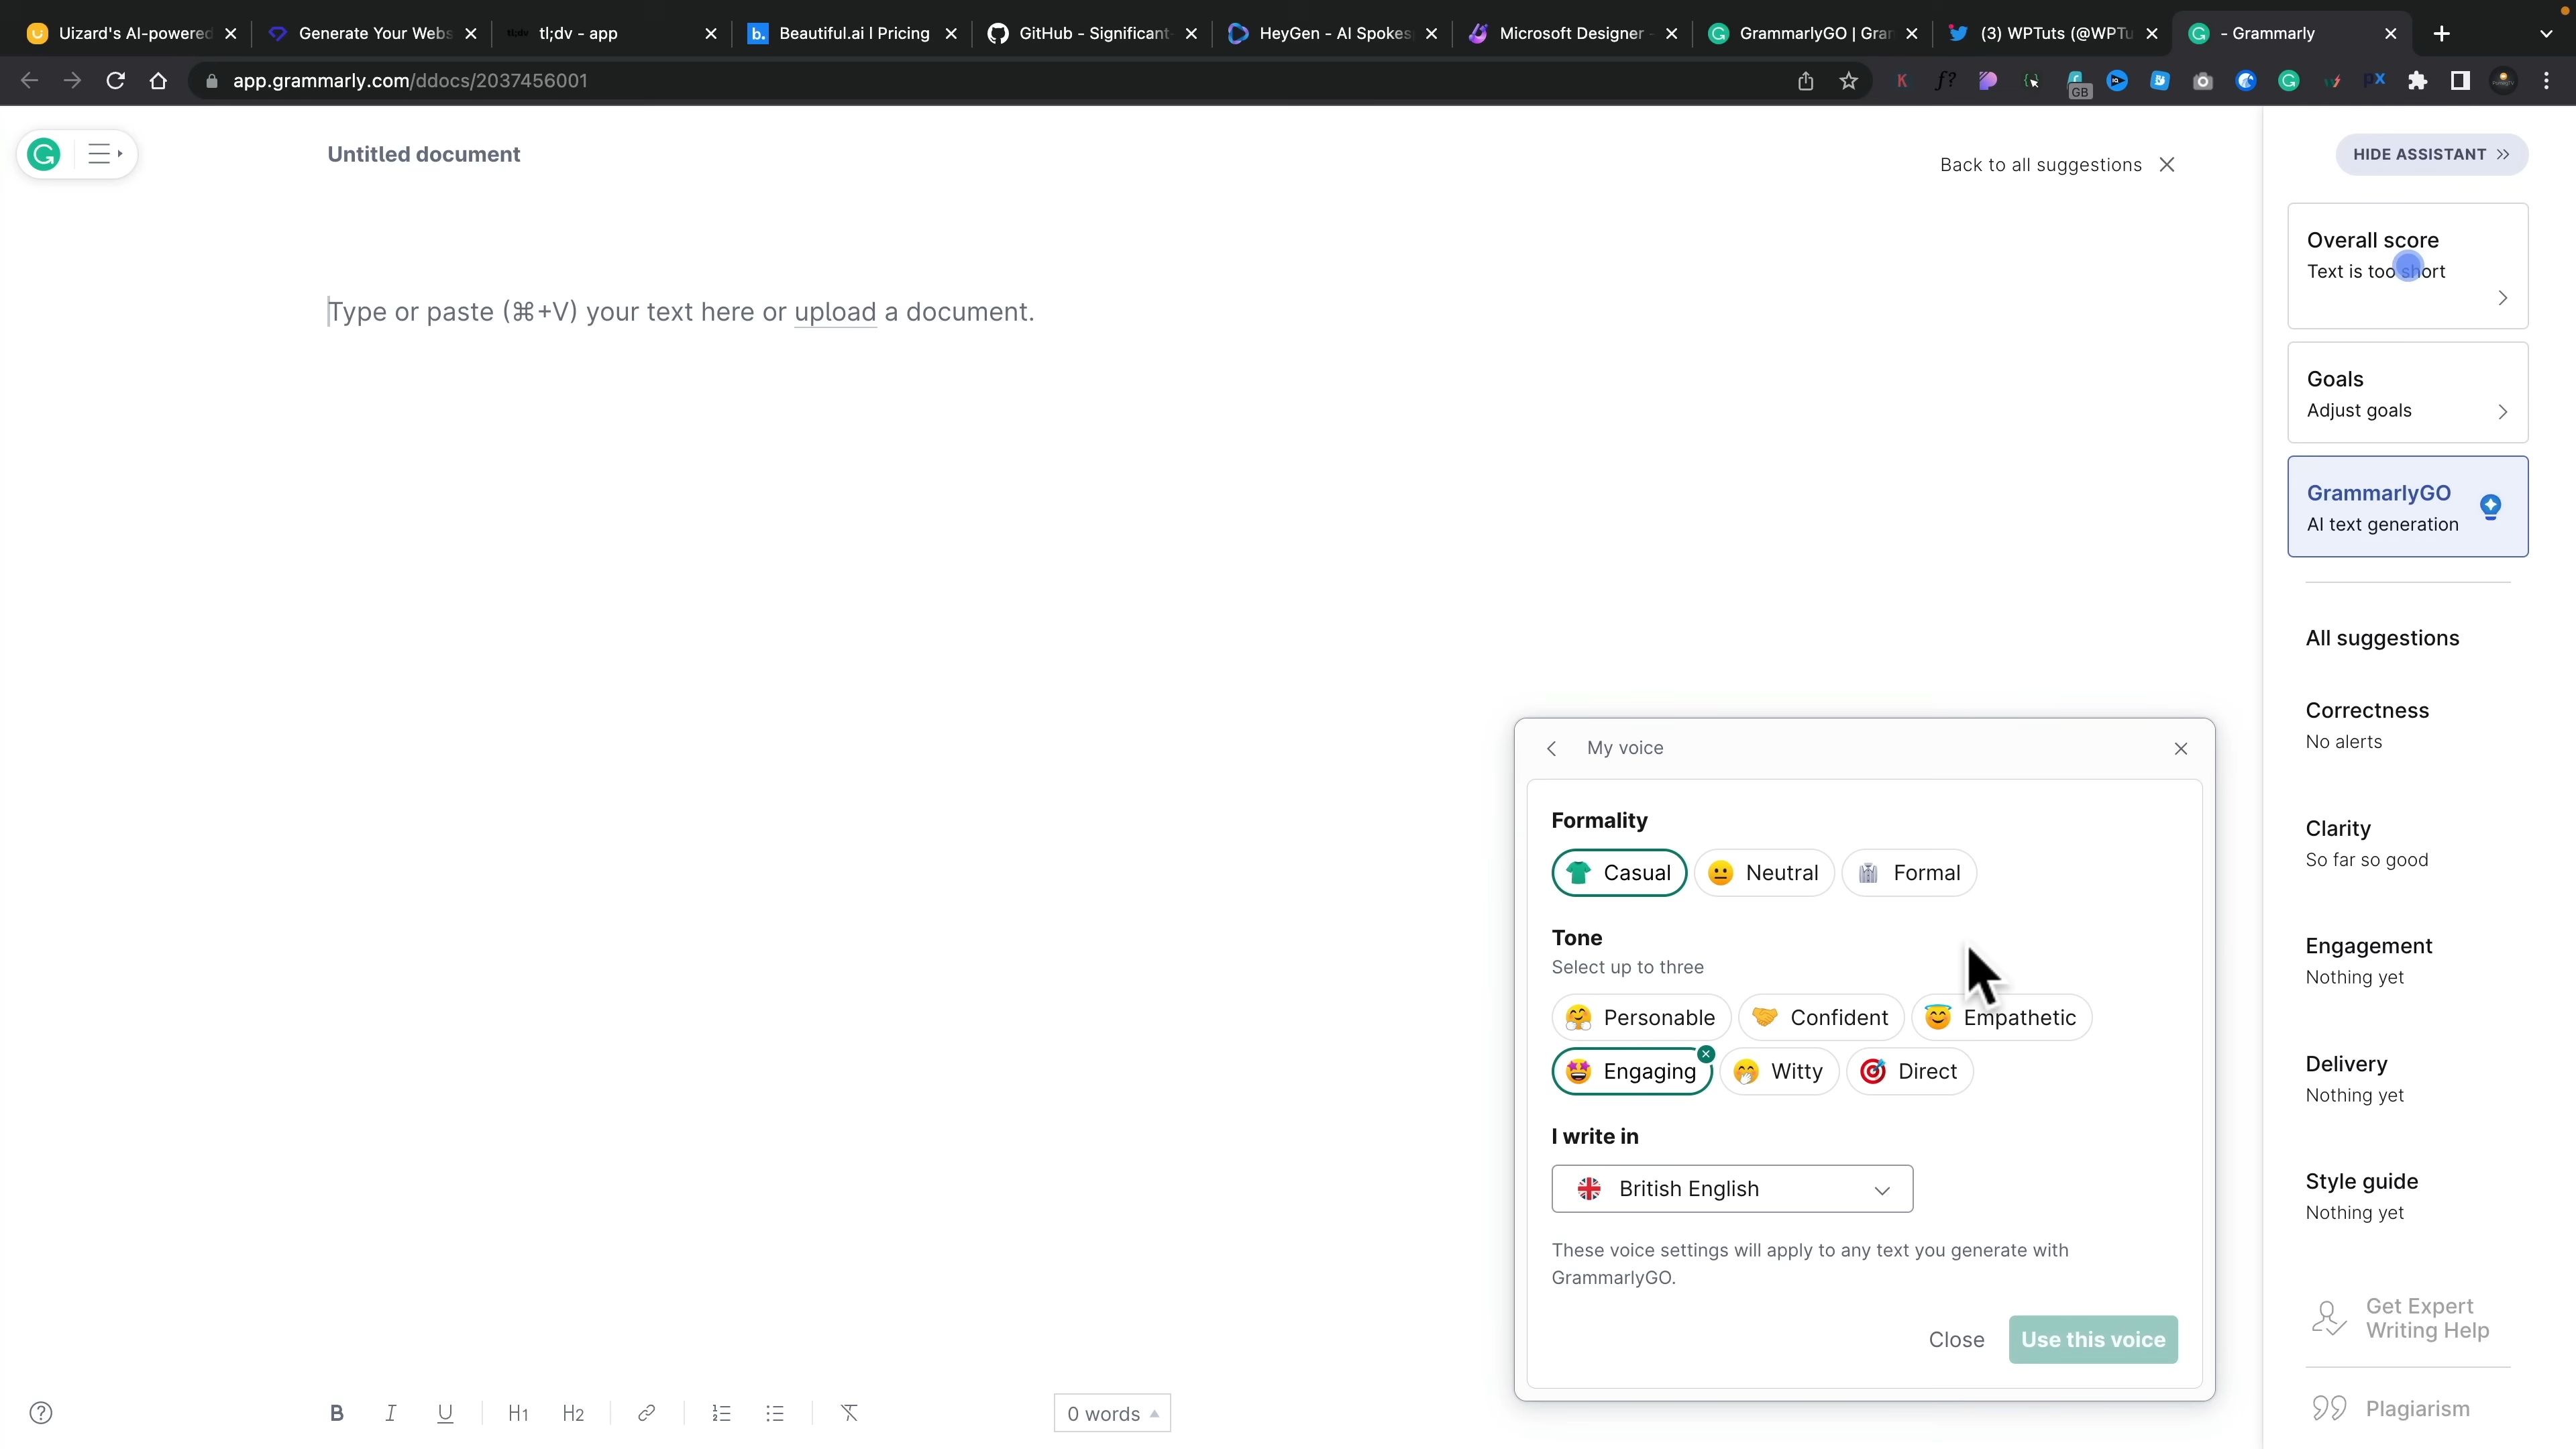 Uizard's AI-powered
Generate Your Webs
tl;dv - app
b. Beautiful.ai | Pricing
GitHub - Significant-
HeyGen - AI Spokes
Microsoft Designer -
GrammarlyGO | Gran
(3) WPTuts (@WPTu
- Grammarly
app.grammarly.com/ddocs/2037456001
K
f?
GB
pX
Untitled document
Back to all suggestions
HIDE ASSISTANT
Overall score
Text is too short
Type or paste (⌘+V) your text here or upload a document.
Goals
Adjust goals
GrammarlyGO
AI text generation
All suggestions
Correctness
No alerts
Clarity
So far so good
Engagement
Nothing yet
Delivery
Nothing yet
Style guide
Nothing yet
Get Expert
Writing Help
Plagiarism
My voice
Formality
Casual Neutral Formal
Tone
Select up to three
Personable Confident Empathetic
Engaging Witty Direct
I write in
British English
These voice settings will apply to any text you generate with
GrammarlyGO.
Close Use this voice
B I U H1 H2
0 words